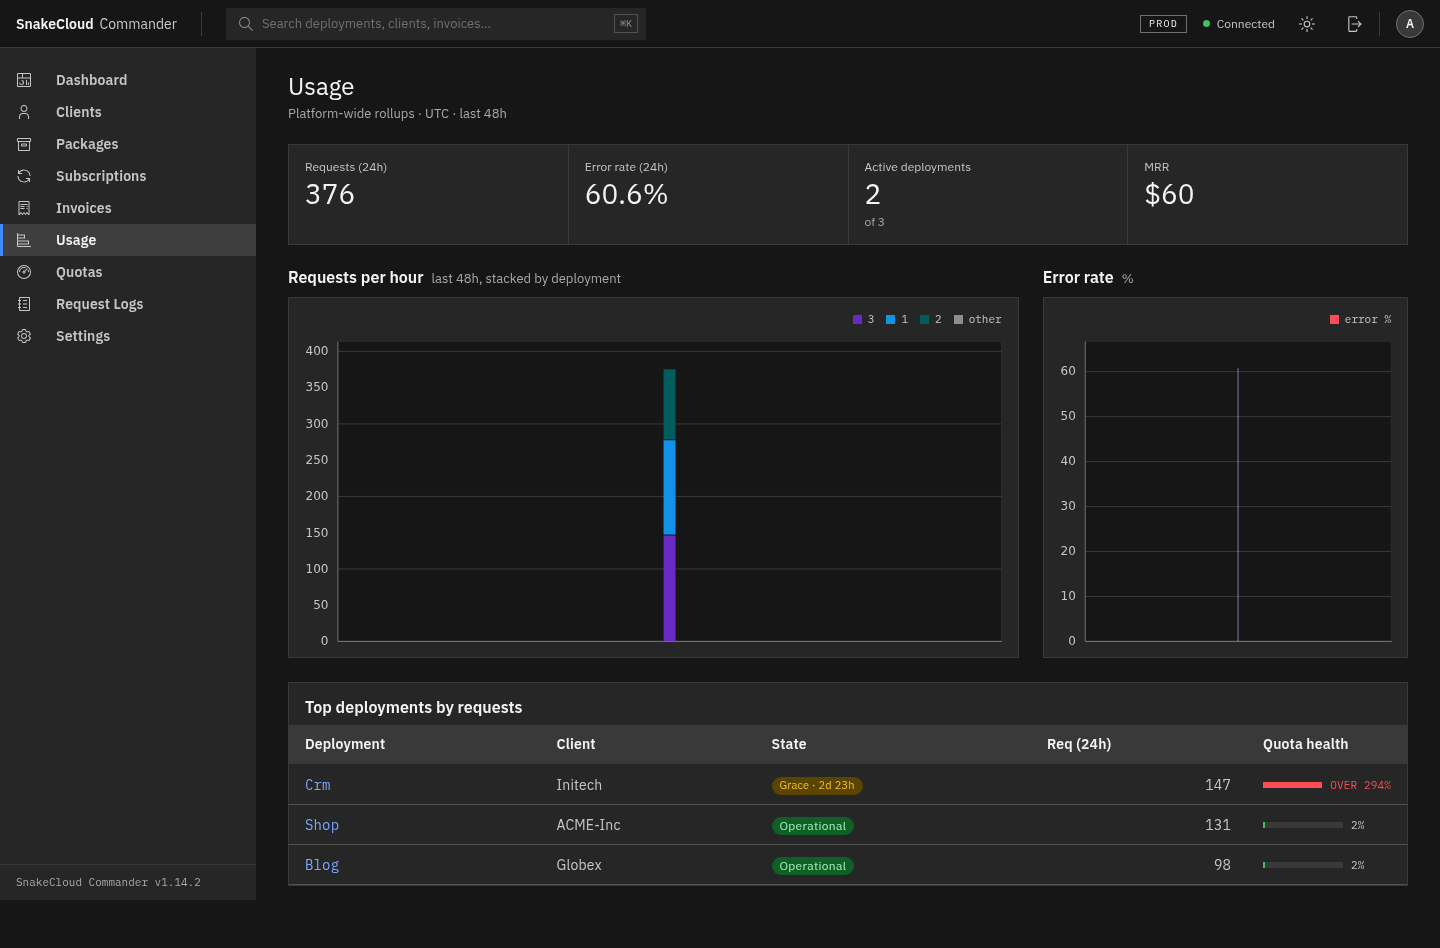 SnakeCloud Commander
Search deployments, clients, invoices...
⌘K
PROD
Connected
A
Dashboard
Clients
Packages
Subscriptions
Invoices
Usage
Quotas
Request Logs
Settings
SnakeCloud Commander v1.14.2
Usage
Platform-wide rollups · UTC · last 48h
Requests (24h)
376
Error rate (24h)
60.6%
Active deployments
2
of 3
MRR
$60
Requests per hour last 48h, stacked by deployment
3 1 2 other
400
350
300
250
200
150
100
50
0
Error rate %
error %
60
50
40
30
20
10
0
Top deployments by requests
Deployment Client State Req (24h) Quota health
Crm Initech Grace · 2d 23h 147 OVER 294%
Shop ACME-Inc Operational 131 2%
Blog Globex Operational 98 2%